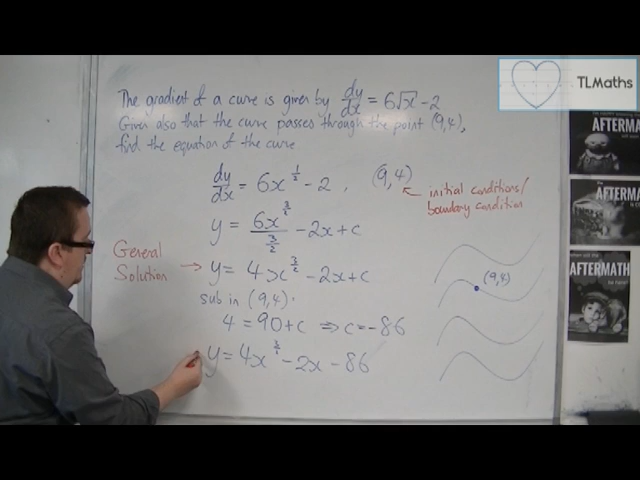 TLMaths
The gradient of a curve is given by dy/dx = 6√x - 2
Given also that the curve passes through the point (9,4),
find the equation of the curve
dy/dx = 6x^(1/2) - 2 , (9,4)
initial conditions/
boundary condition
y = 6x^(3/2)/(3/2) - 2x + c
General
Solution → y = 4x^(3/2) - 2x + c
sub in (9,4).
4 = 90 + c ⇒ c = -86
y = 4x^(3/2) - 2x - 86
(9,4)
AFTERMATH
AFTERMATH
AFTERMATH